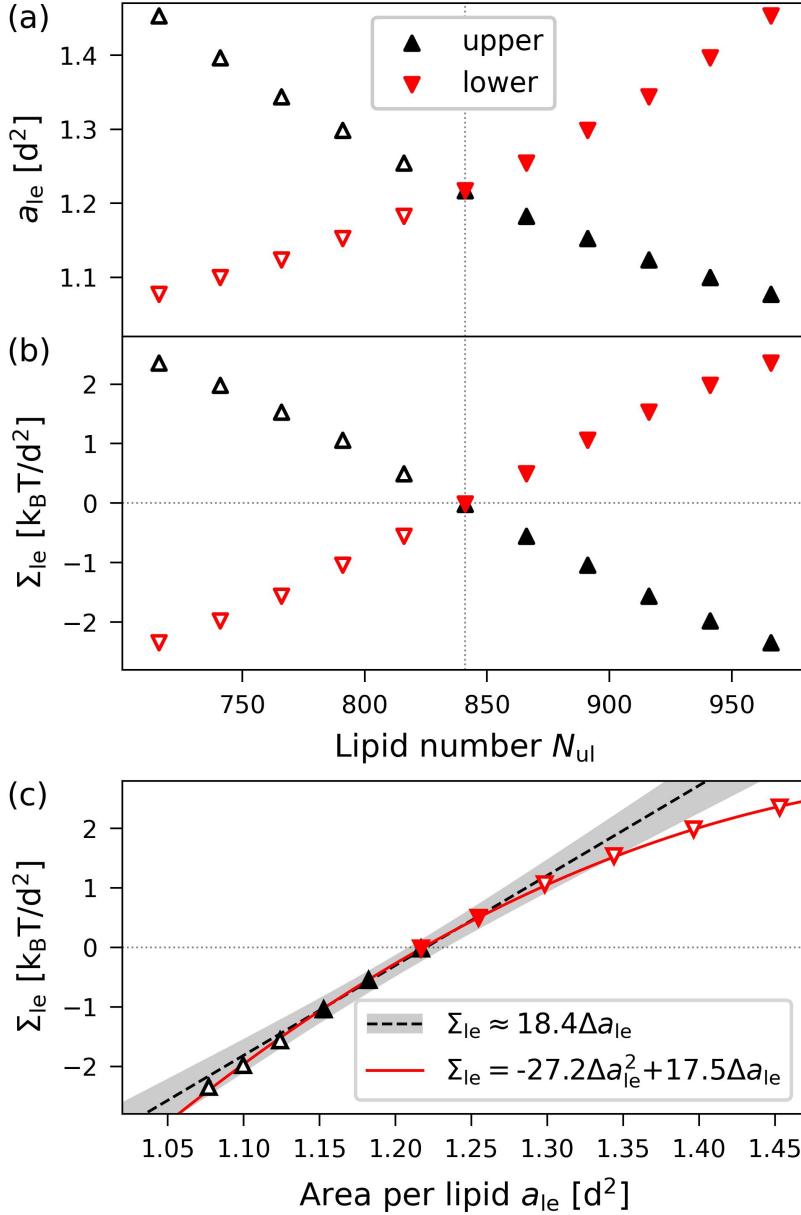 (a)
upper
lower
1.4
1.3
1.2
1.1
a_le [d²]
(b)
2
1
0
−1
−2
Σ_le [k_BT/d²]
750
800
850
900
950
Lipid number N_ul
(c)
2
1
0
−1
−2
Σ_le [k_BT/d²]
Σ_le ≈ 18.4Δa_le
Σ_le = -27.2Δa_le²+17.5Δa_le
1.05 1.10 1.15 1.20 1.25 1.30 1.35 1.40 1.45
Area per lipid a_le [d²]